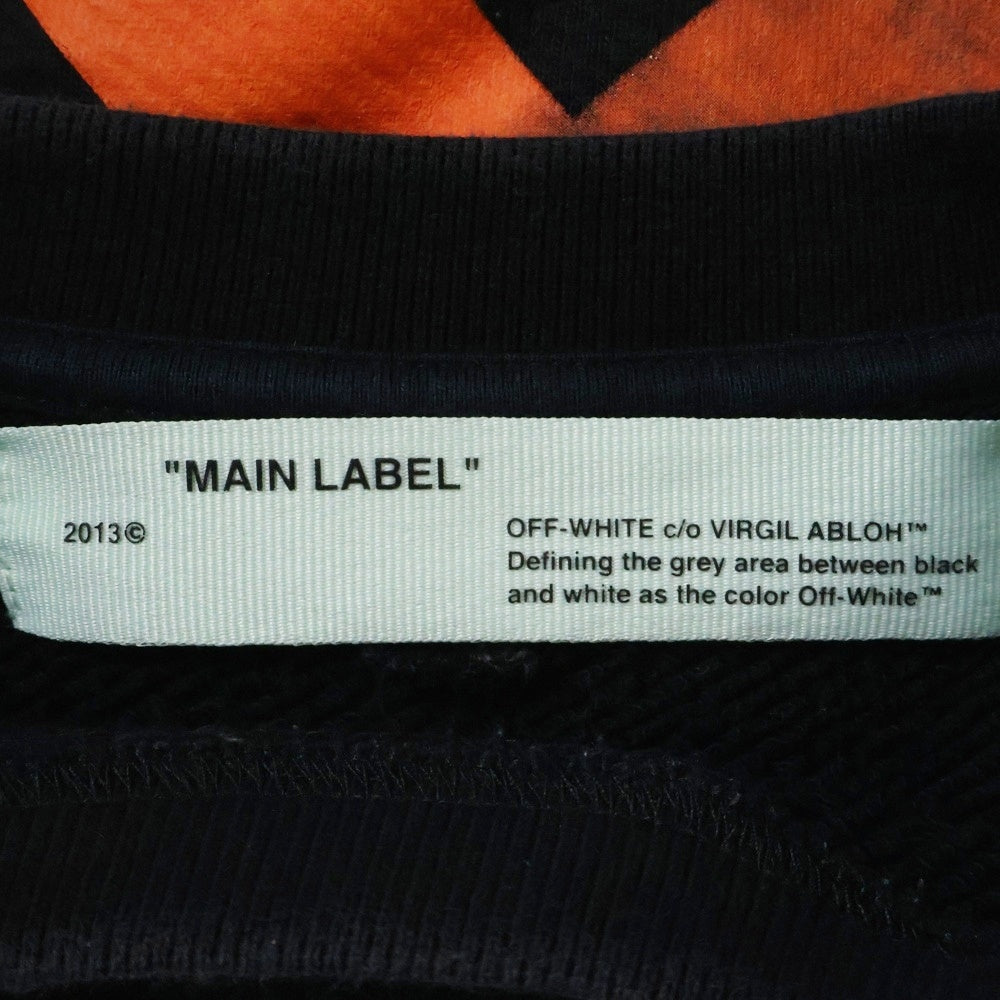 "MAIN LABEL"
2013©
OFF-WHITE c/o VIRGIL ABLOH™
Defining the grey area between black
and white as the color Off-White™